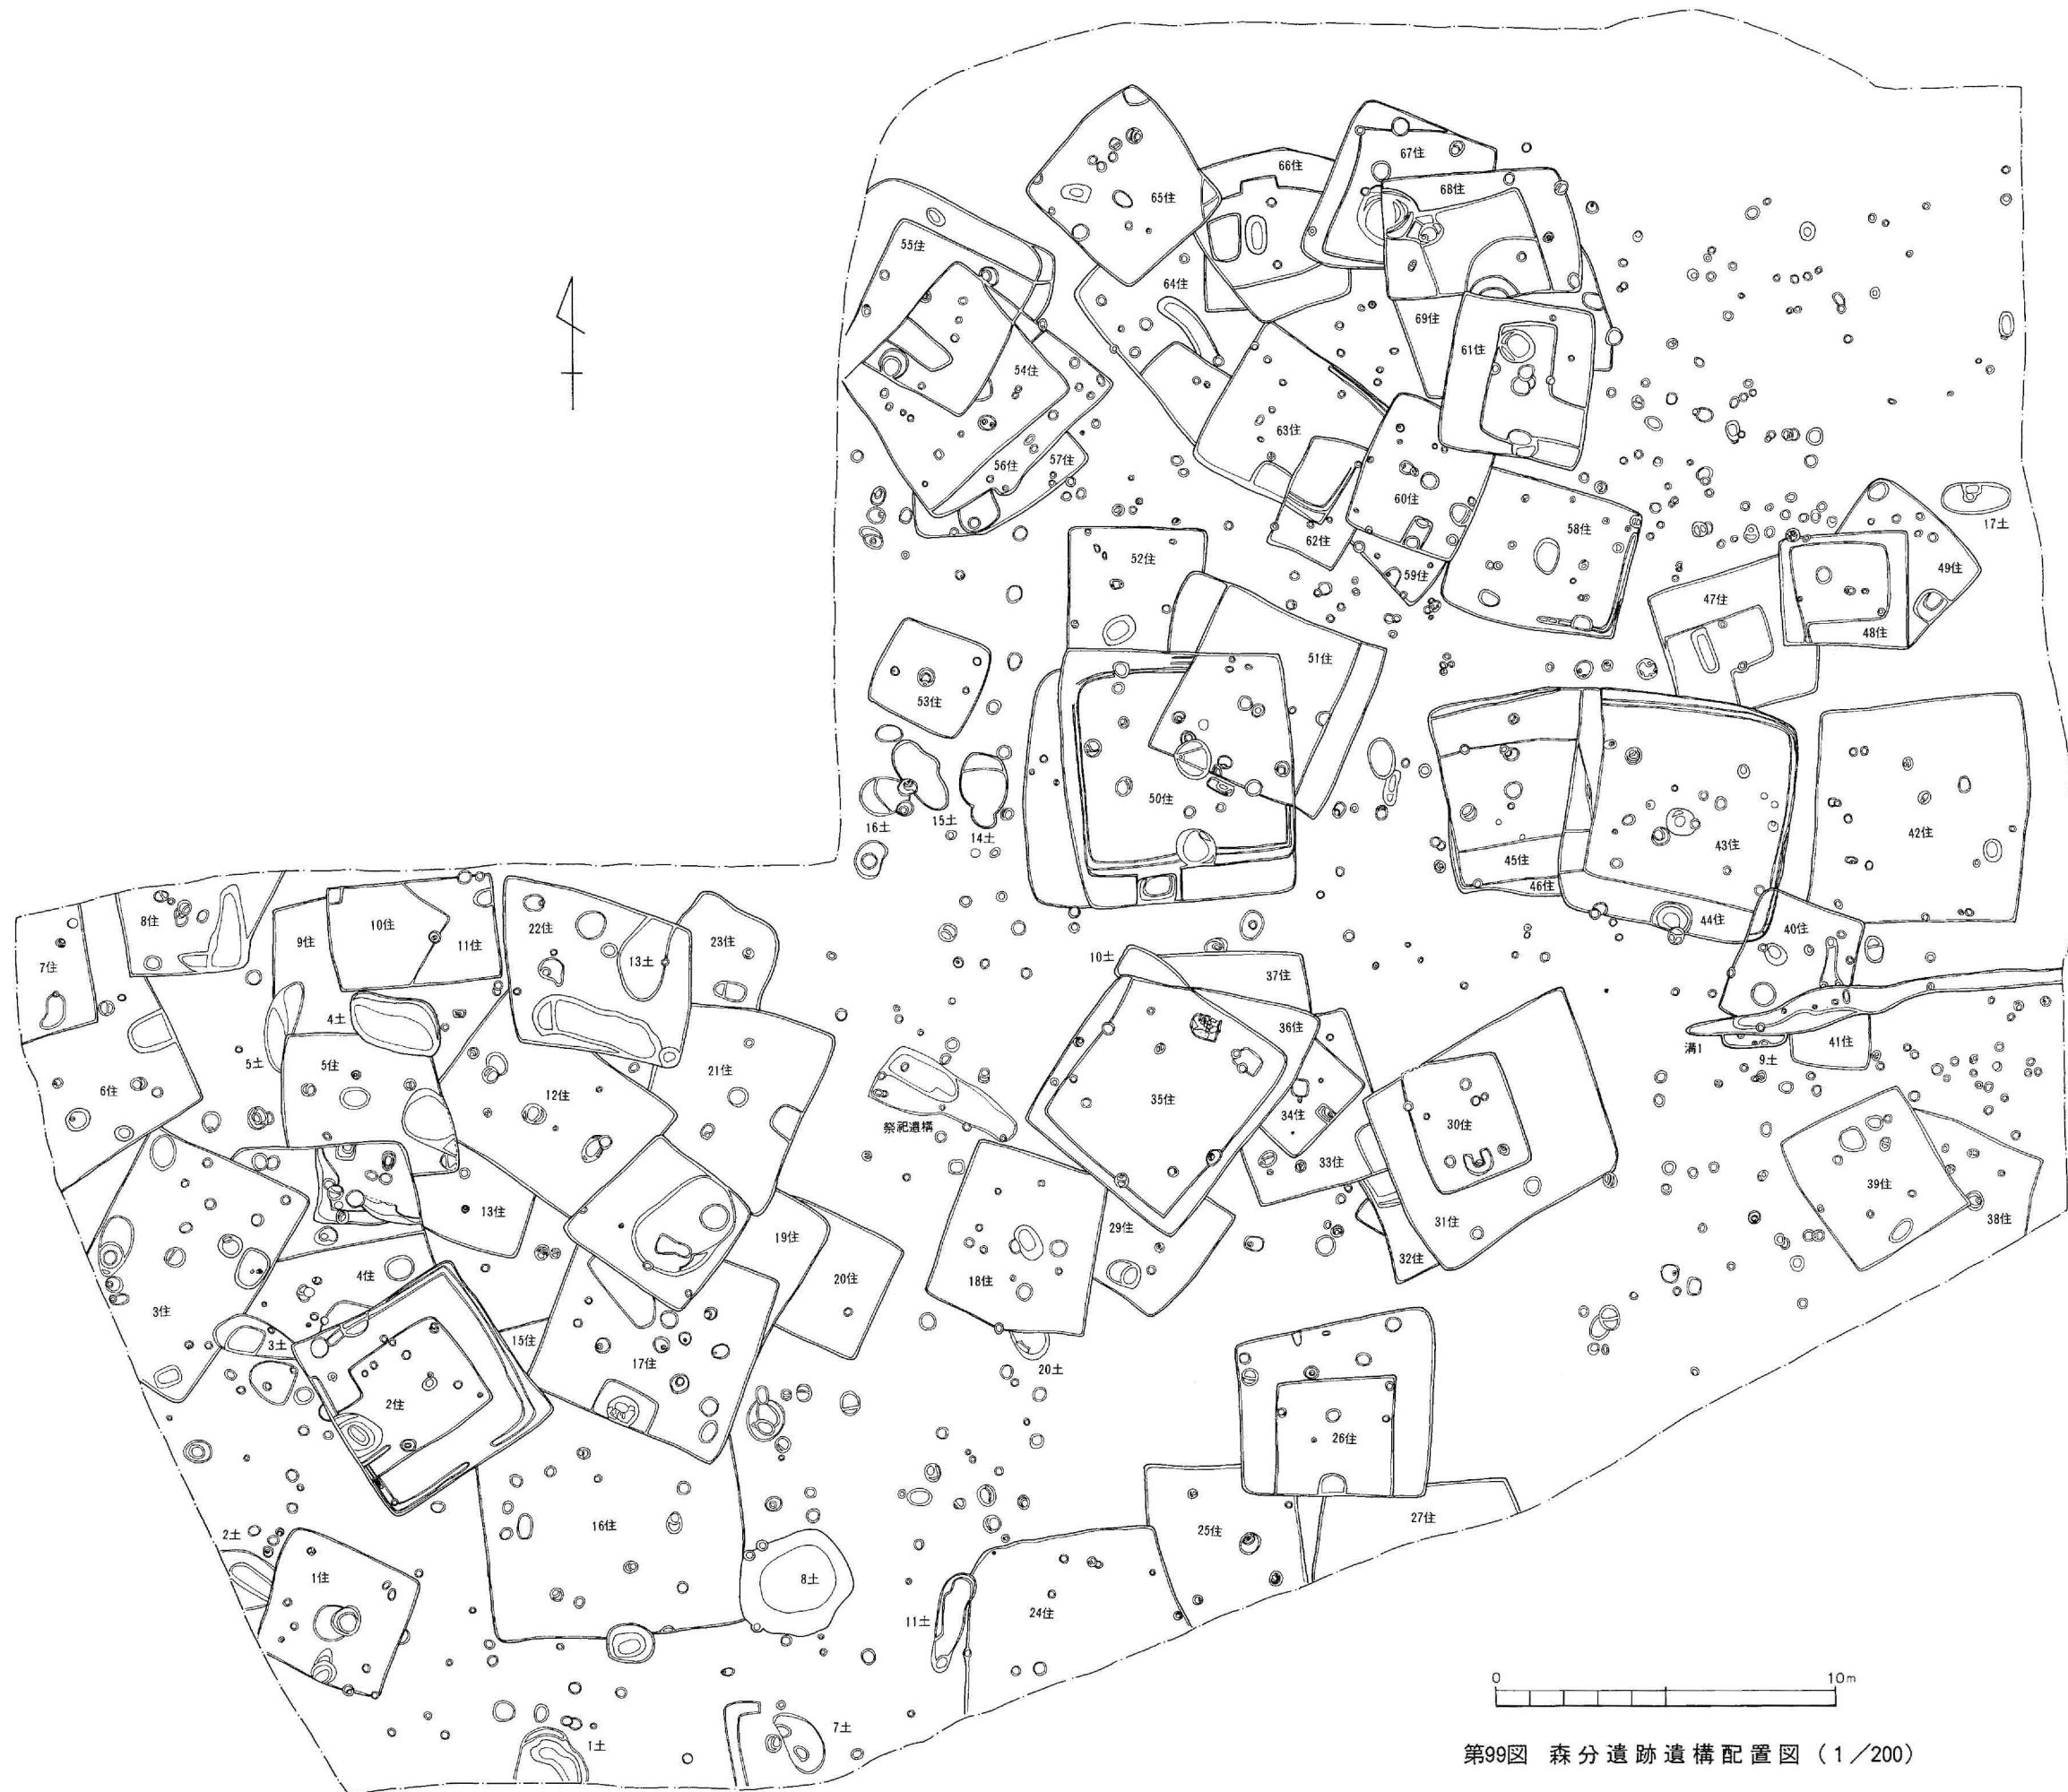 66住
67住
65住
68住
55住
64住
69住
61住
54住
63住
56住
57住
60住
17土
62住
58住
52住
59住
49住
47住
48住
51住
53住
50住
16土
15土
14土
42住
43住
45住
46住
44住
8住
10住
9住
11住
22住
23住
40住
7住
13土
10土
37住
4土
36住
溝1
9土
41住
5土
5住
21住
6住
12住
35住
34住
30住
祭祀遺構
33住
39住
13住
38住
29住
31住
19住
32住
4住
18住
20住
3住
3土
15住
17住
20土
2住
26住
16住
25住
27住
2土
1住
8土
11土
24住
7土
1土
0
10m
第99図 森分遺跡遺構配置図(1/200)